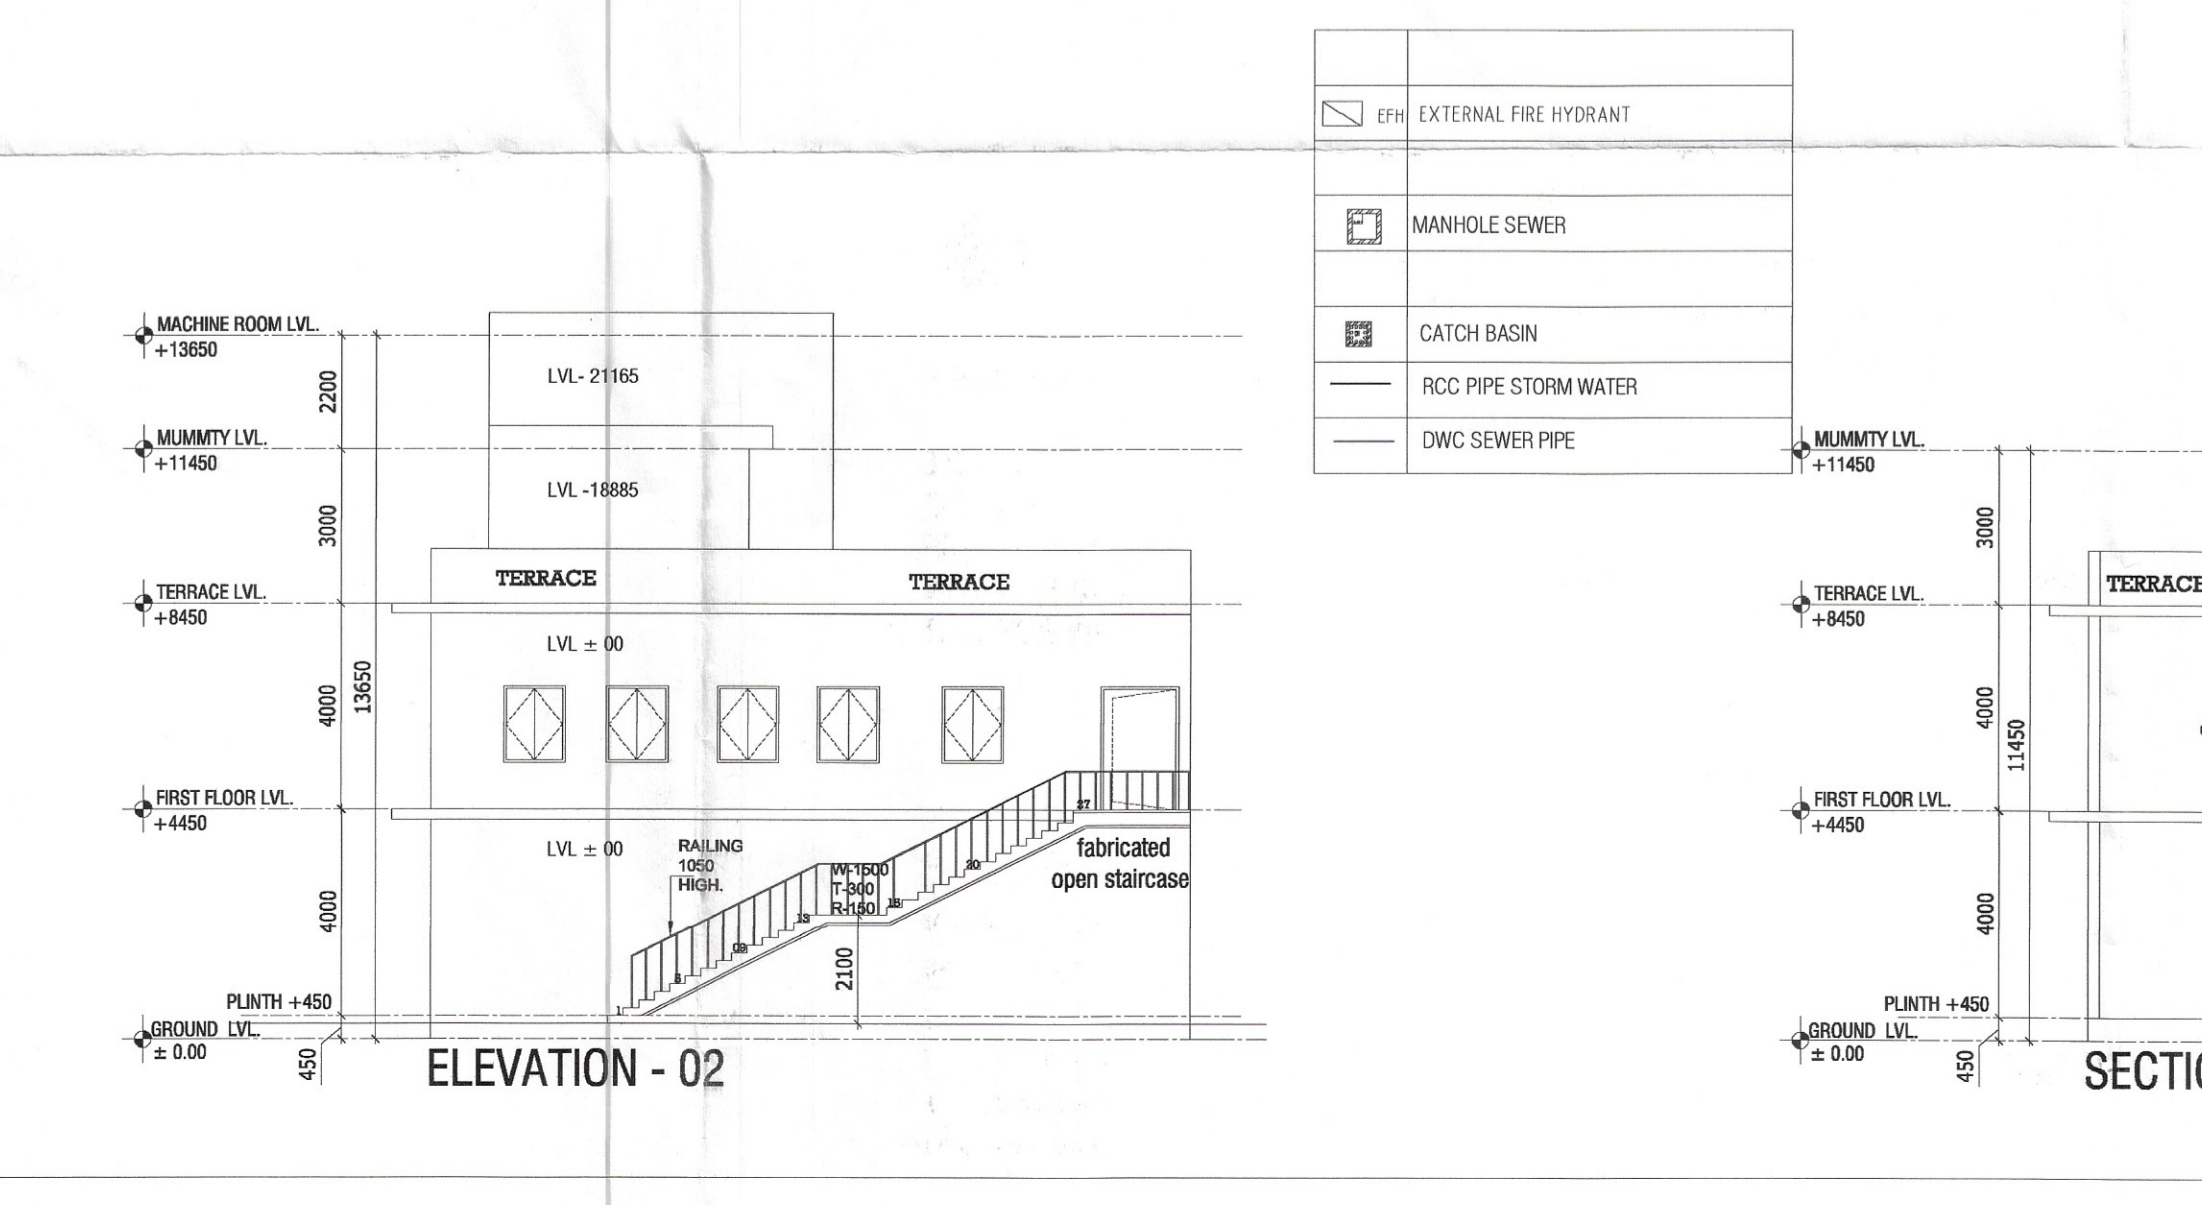 EFH EXTERNAL FIRE HYDRANT
MANHOLE SEWER
CATCH BASIN
RCC PIPE STORM WATER
DWC SEWER PIPE
MACHINE ROOM LVL.
+13650
2200
MUMMTY LVL.
+11450
3000
TERRACE LVL.
+8450
4000
13650
FIRST FLOOR LVL.
+4450
4000
PLINTH +450
GROUND LVL.
± 0.00
450
LVL- 21165
LVL -18885
TERRACE
TERRACE
LVL ± 00
LVL ± 00
RAILING
1050
HIGH.
W-1500
T-300
R-150
1
13
15
20
27
2100
fabricated
open staircase
ELEVATION - 02
MUMMTY LVL.
+11450
3000
TERRACE LVL.
+8450
TERRACE
4000
11450
FIRST FLOOR LVL.
+4450
4000
PLINTH +450
GROUND LVL.
± 0.00
450
SECTIO